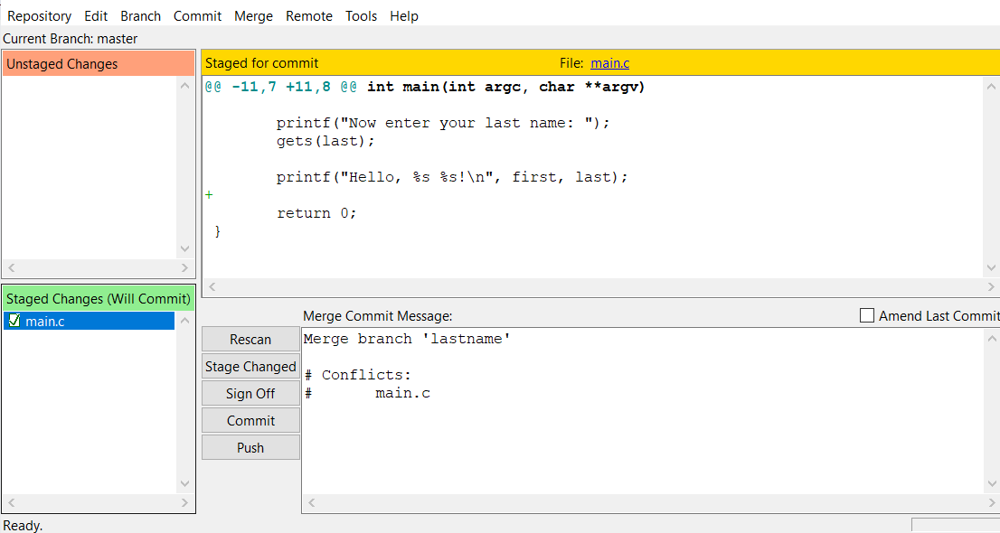 Repository Edit Branch Commit Merge Remote Tools Help
Current Branch: master
Unstaged Changes
Staged for commit File: main.c
@@ -11,7 +11,8 @@ int main(int argc, char **argv)
printf("Now enter your last name: ");
gets(last);
printf("Hello, %s %s!\n", first, last);
+
return 0;
}
Staged Changes (Will Commit)
main.c
Merge Commit Message: Amend Last Commit
Rescan
Stage Changed
Sign Off
Commit
Push
Merge branch 'lastname'
# Conflicts:
# main.c
Ready.